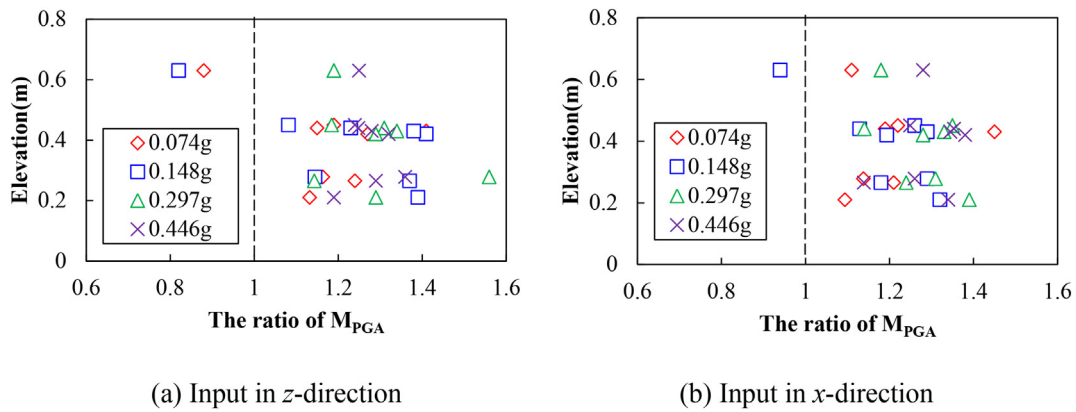 0.8
0.6
0.4
0.2
0
Elevation(m)
0.074g
0.148g
0.297g
0.446g
0.6 0.8 1 1.2 1.4 1.6
The ratio of M_PGA
(a) Input in z-direction
0.8
0.6
0.4
0.2
0
Elevation(m)
0.074g
0.148g
0.297g
0.446g
0.6 0.8 1 1.2 1.4 1.6
The ratio of M_PGA
(b) Input in x-direction